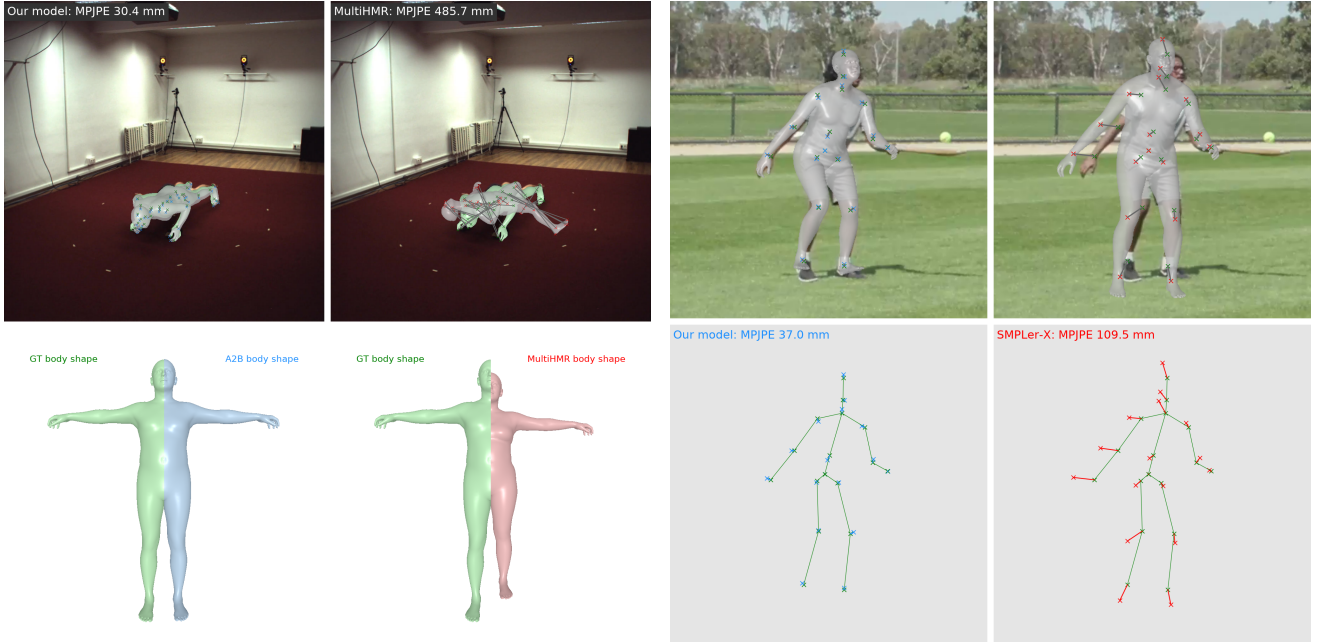 Our model: MPJPE 30.4 mm
MultiHMR: MPJPE 485.7 mm
GT body shape
A2B body shape
GT body shape
MultiHMR body shape
Our model: MPJPE 37.0 mm
SMPLer-X: MPJPE 109.5 mm